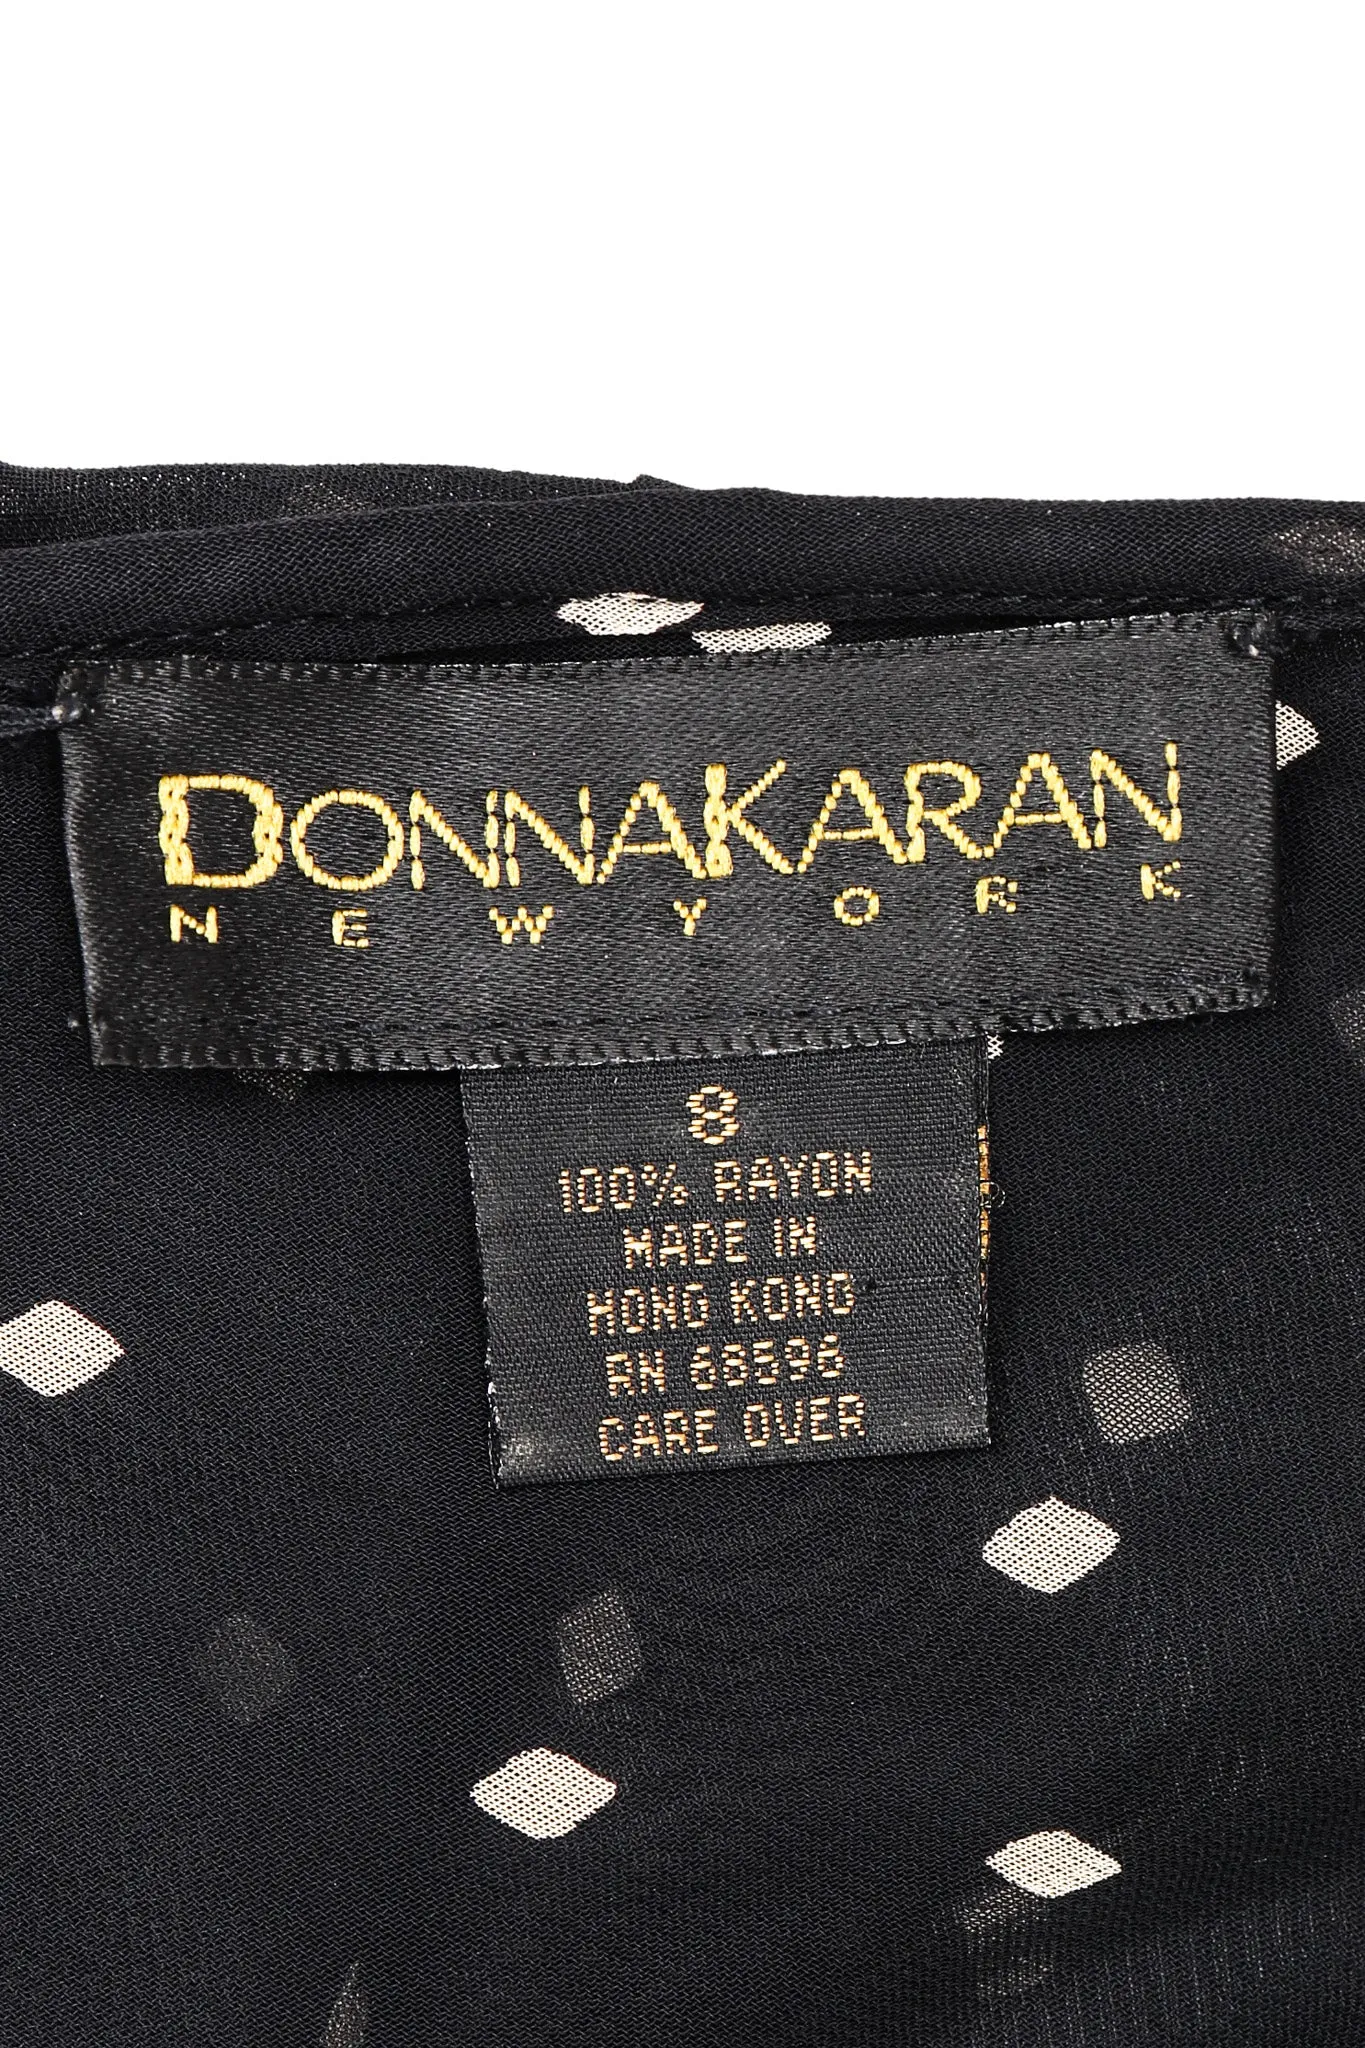 DONNAKARAN
NEW YORK
8
100% RAYON
MADE IN
HONG KONG
RN 68596
CARE OVER